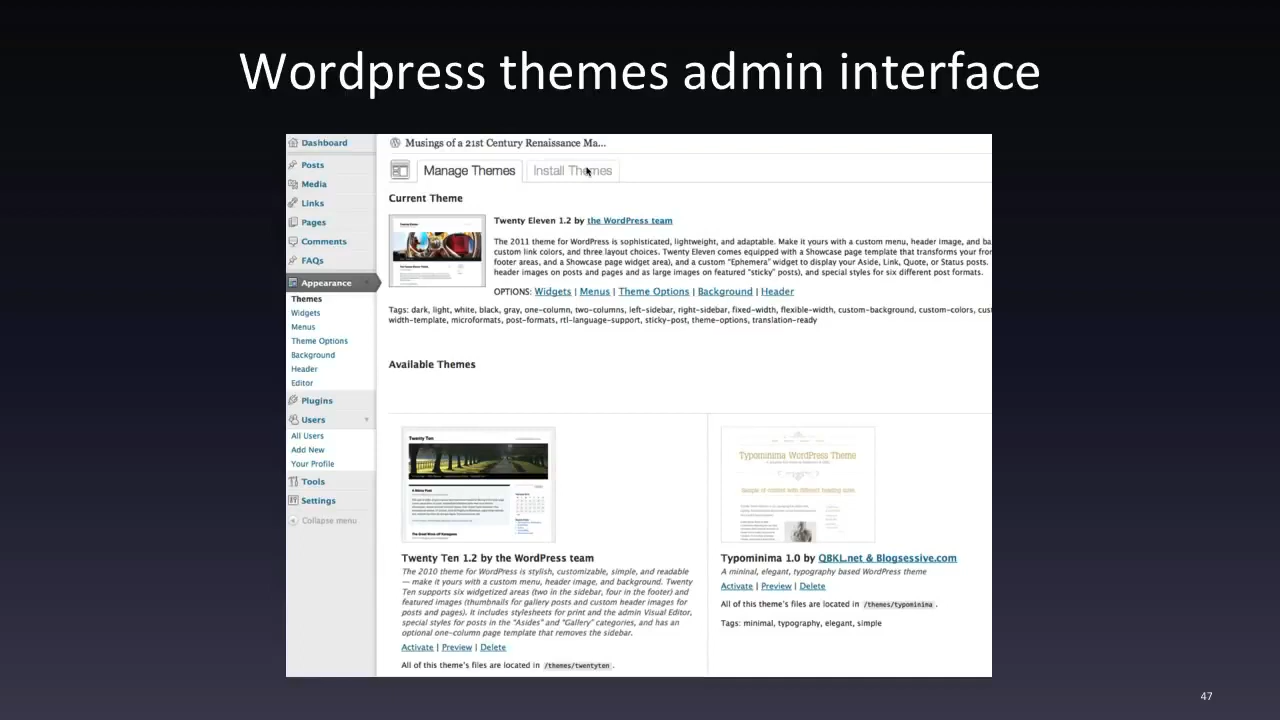 Wordpress themes admin interface
Dashboard
Posts
Media
Links
Pages
Comments
FAQs
Appearance
Themes
Widgets
Menus
Theme Options
Background
Header
Editor
Plugins
Users
All Users
Add New
Your Profile
Tools
Settings
Collapse menu
Musings of a 21st Century Renaissance Ma...
Manage Themes
Install Themes
Current Theme
Twenty Eleven 1.2 by the WordPress team
The 2011 theme for WordPress is sophisticated, lightweight, and adaptable. Make it yours with a custom menu, header image, and ba
custom link colors, and three layout choices. Twenty Eleven comes equipped with a Showcase page template that transforms your fron
footer areas, and a Showcase page widget area), and a custom "Ephemera" widget to display your Aside, Link, Quote, or Status posts.
header images on posts and pages and as large images on featured "sticky" posts), and special styles for six different post formats.
OPTIONS: Widgets | Menus | Theme Options | Background | Header
Tags: dark, light, white, black, gray, one-column, two-columns, left-sidebar, right-sidebar, fixed-width, flexible-width, custom-background, custom-colors, cust
width-template, microformats, post-formats, rtl-language-support, sticky-post, theme-options, translation-ready
Available Themes
Twenty Ten
Twenty Ten 1.2 by the WordPress team
The 2010 theme for WordPress is stylish, customizable, simple, and readable
— make it yours with a custom menu, header image, and background. Twenty
Ten supports six widgetized areas (two in the sidebar, four in the footer) and
featured images (thumbnails for gallery posts and custom header images for
posts and pages). It includes stylesheets for print and the admin Visual Editor,
special styles for posts in the "Asides" and "Gallery" categories, and has an
optional one-column page template that removes the sidebar.
Activate | Preview | Delete
All of this theme's files are located in /themes/twentyten.
Typominima WordPress Theme
Sample of content with different heading sizes
Typominima 1.0 by QBKL.net & Blogsessive.com
A mininal, elegant, typography based WordPress theme
Activate | Preview | Delete
All of this theme's files are located in /themes/typominima.
Tags: minimal, typography, elegant, simple
47